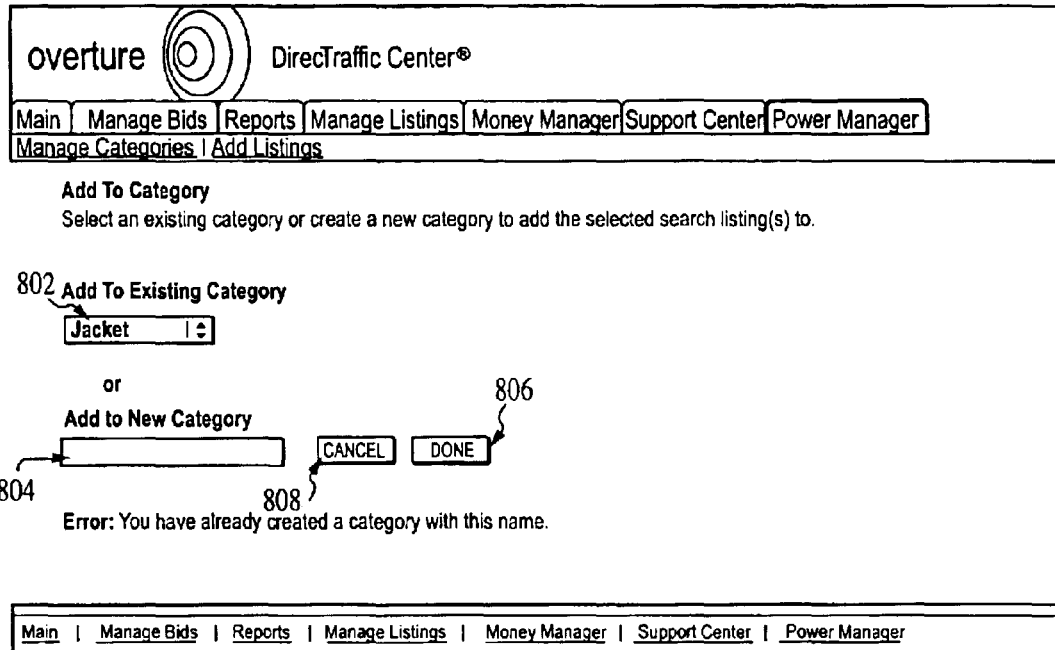 overture DirecTraffic Center®
Main Manage Bids Reports Manage Listings Money Manager Support Center Power Manager
Manage Categories | Add Listings
Add To Category
Select an existing category or create a new category to add the selected search listing(s) to.
802 Add To Existing Category
Jacket
or
806
Add to New Category
CANCEL DONE
804
808
Error: You have already created a category with this name.
Main | Manage Bids | Reports | Manage Listings | Money Manager | Support Center | Power Manager